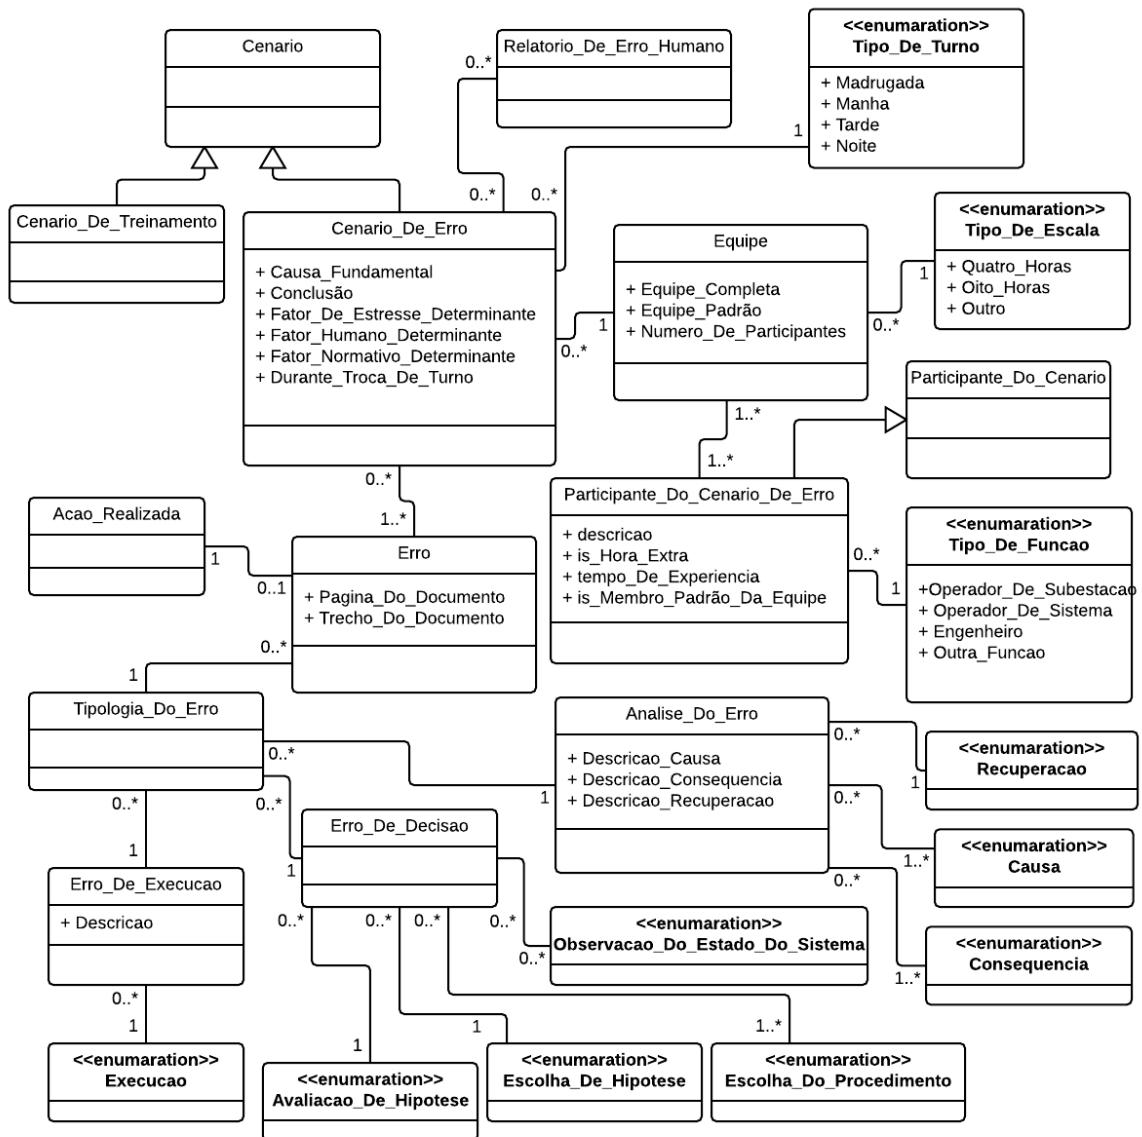 Cenario
Relatorio_De_Erro_Humano
<<enumaration>>
Tipo_De_Turno
+ Madrugada
+ Manha
+ Tarde
+ Noite
0..*
1
0..*
0..*
Cenario_De_Treinamento
Cenario_De_Erro
+ Causa_Fundamental
+ Conclusão
+ Fator_De_Estresse_Determinante
+ Fator_Humano_Determinante
+ Fator_Normativo_Determinante
+ Durante_Troca_De_Turno
Equipe
+ Equipe_Completa
+ Equipe_Padrão
+ Numero_De_Participantes
<<enumaration>>
Tipo_De_Escala
+ Quatro_Horas
+ Oito_Horas
+ Outro
1
0..*
1
0..*
Participante_Do_Cenario
1..*
1..*
0..*
1..*
Acao_Realizada
Participante_Do_Cenario_De_Erro
+ descricao
+ is_Hora_Extra
+ tempo_De_Experiencia
+ is_Membro_Padrão_Da_Equipe
<<enumaration>>
Tipo_De_Funcao
+Operador_De_Subestacao
+ Operador_De_Sistema
+ Engenheiro
+ Outra_Funcao
0..*
1
Erro
+ Pagina_Do_Documento
+ Trecho_Do_Documento
1
0..1
0..*
1
Tipologia_Do_Erro
Analise_Do_Erro
+ Descricao_Causa
+ Descricao_Consequencia
+ Descricao_Recuperacao
0..*
1
<<enumaration>>
Recuperacao
0..*
1
0..*
1..*
<<enumaration>>
Causa
0..*
1..*
<<enumaration>>
Consequencia
0..*
0..*
1
1
Erro_De_Decisao
Erro_De_Execucao
+ Descricao
0..*
0..*
0..*
0..*
0..*
<<enumaration>>
Observacao_Do_Estado_Do_Sistema
0..*
1
1
1
1..*
<<enumaration>>
Execucao
<<enumaration>>
Avaliacao_De_Hipotese
<<enumaration>>
Escolha_De_Hipotese
<<enumaration>>
Escolha_Do_Procedimento